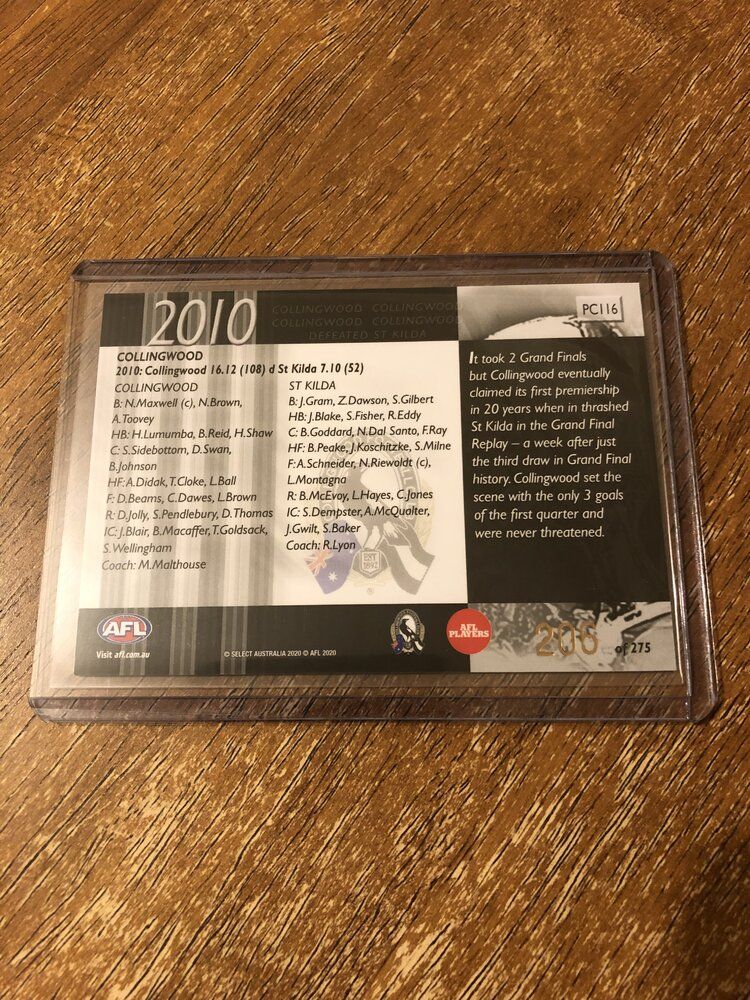 2010
COLLINGWOOD COLLINGWOOD
COLLINGWOOD COLLINGWOOD
DEFEATED ST KILDA
PC116
COLLINGWOOD
2010: Collingwood 16.12 (108) d St Kilda 7.10 (52)
COLLINGWOOD
B: N.Maxwell (c), N.Brown,
A.Toovey
HB: H.Lumumba, B.Reid, H.Shaw
C: S.Sidebottom, D.Swan,
B.Johnson
HF: A.Didak, T.Cloke, L.Ball
F: D.Beams, C.Dawes, L.Brown
R: D.Jolly, S.Pendlebury, D.Thomas
IC: J.Blair, B.Macaffer, T.Goldsack,
S.Wellingham
Coach: M.Malthouse
ST KILDA
B: J.Gram, Z.Dawson, S.Gilbert
HB: J.Blake, S.Fisher, R.Eddy
C: B.Goddard, N.Dal Santo, F.Ray
HF: B.Peake, J.Koschitzke, S.Milne
F: A.Schneider, N.Riewoldt (c),
L.Montagna
R: B.McEvoy, L.Hayes, C.Jones
IC: S.Dempster, A.McQualter,
J.Gwilt, S.Baker
Coach: R.Lyon
EST
1892
It took 2 Grand Finals
but Collingwood eventually
claimed its first premiership
in 20 years when in thrashed
St Kilda in the Grand Final
Replay – a week after just
the third draw in Grand Final
history. Collingwood set the
scene with the only 3 goals
of the first quarter and
were never threatened.
AFL
Visit afl.com.au
© SELECT AUSTRALIA 2020 © AFL 2020
AFL
PLAYERS
206 of 275